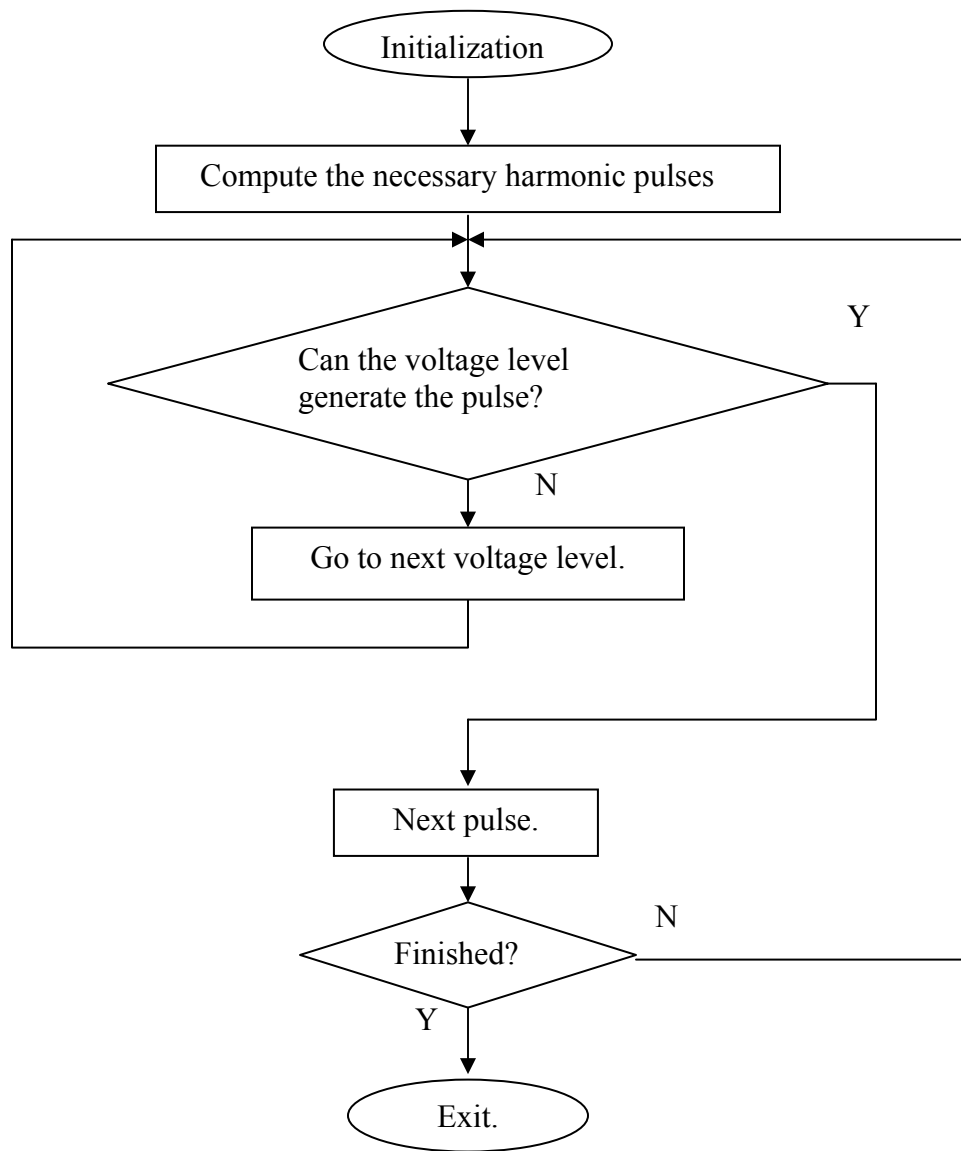 Initialization
Compute the necessary harmonic pulses
Y
Can the voltage level
generate the pulse?
N
Go to next voltage level.
Next pulse.
N
Finished?
Y
Exit.